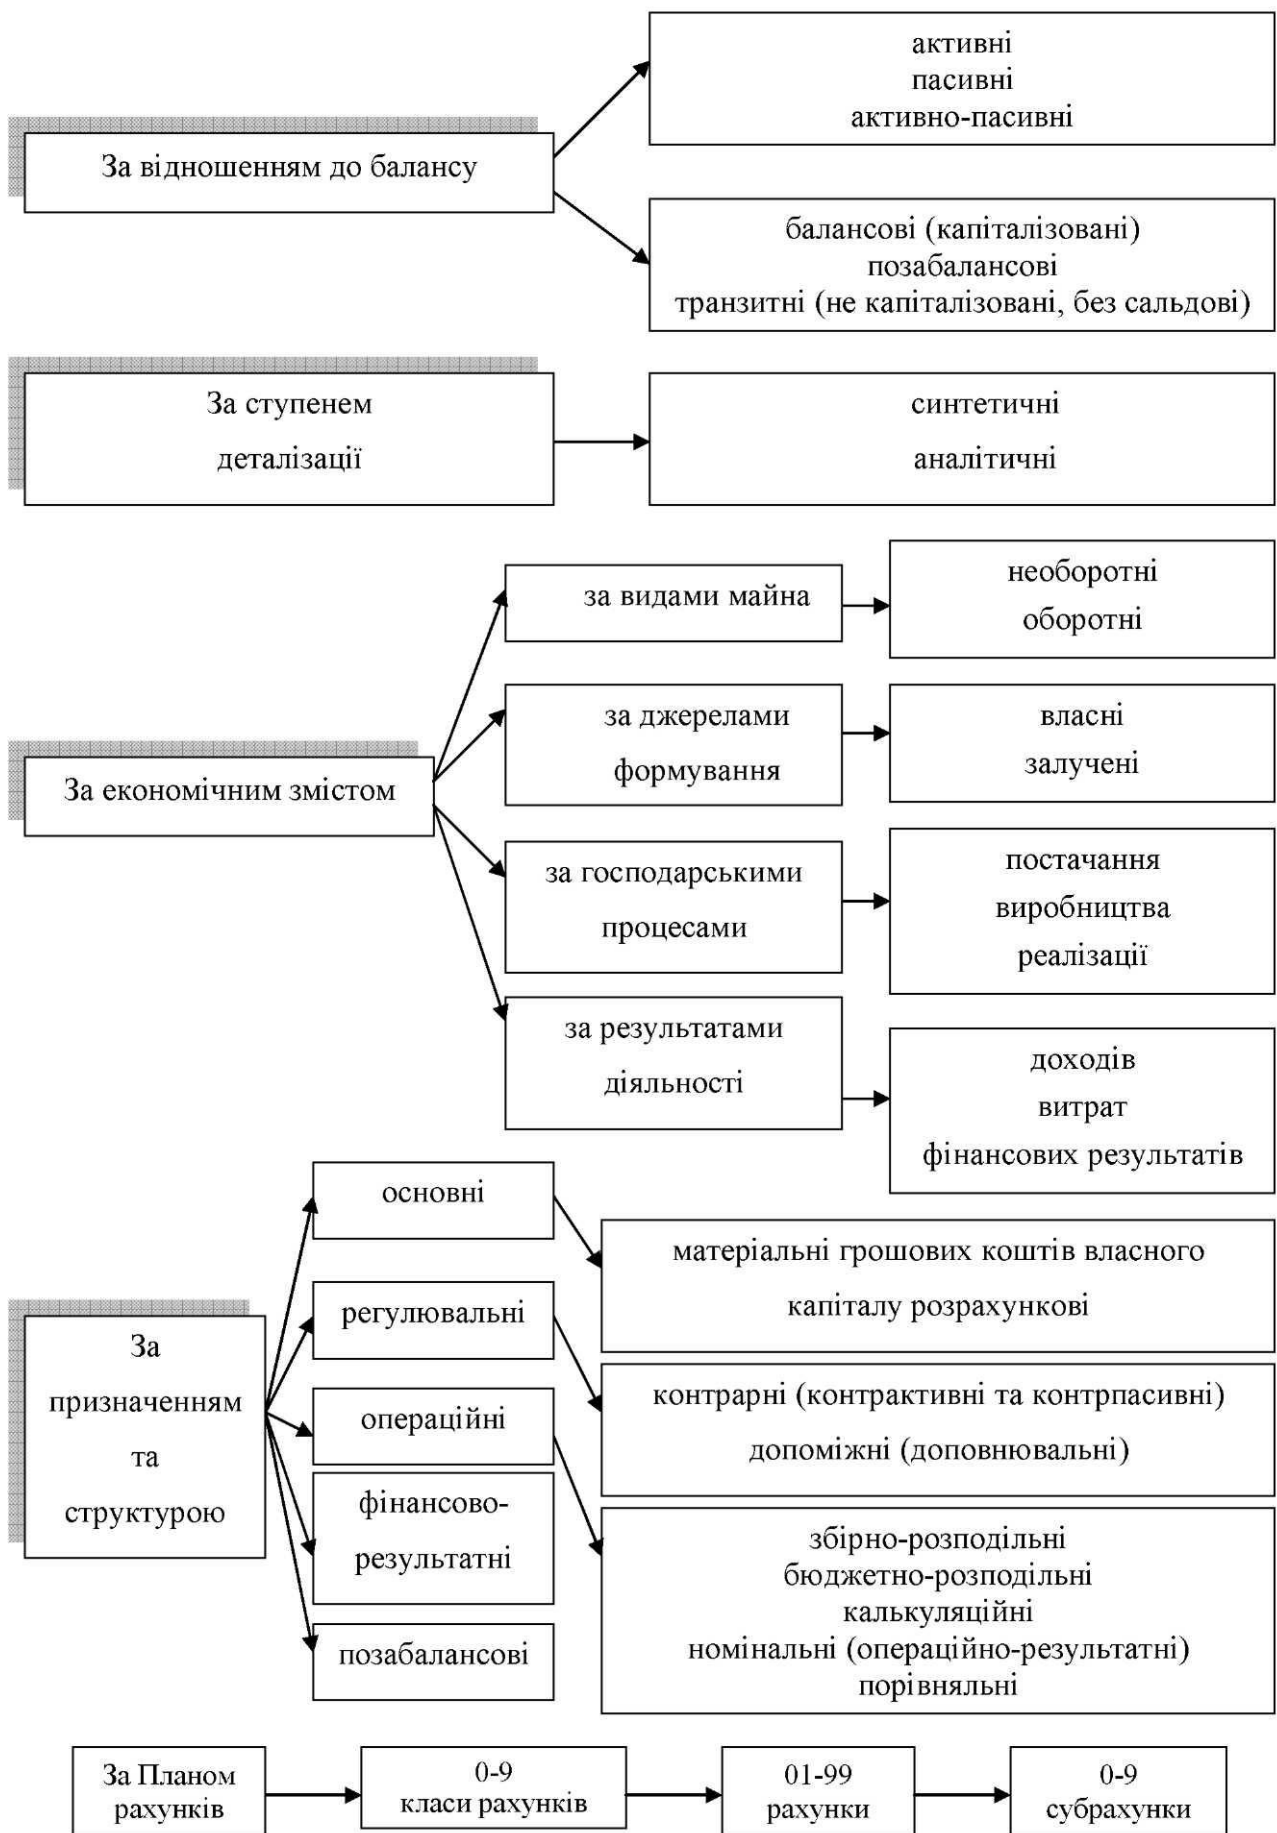 активні
пасивні
активно-пасивні
За відношенням до балансу
балансові (капіталізовані)
позабалансові
транзитні (не капіталізовані, без сальдові)
За ступенем
деталізації
синтетичні
аналітичні
За економічним змістом
за видами майна
необоротні
оборотні
за джерелами
формування
власні
залучені
за господарськими
процесами
постачання
виробництва
реалізації
за результатами
діяльності
доходів
витрат
фінансових результатів
За
призначенням
та
структурою
основні
матеріальні грошових коштів власного
капіталу розрахункові
регулювальні
контрарні (контрактивні та контрпасивні)
допоміжні (доповнювальні)
операційні
збірно-розподільні
бюджетно-розподільні
калькуляційні
номінальні (операційно-результатні)
порівняльні
фінансово-
результатні
позабалансові
За Планом
рахунків
0-9
класи рахунків
01-99
рахунки
0-9
субрахунки